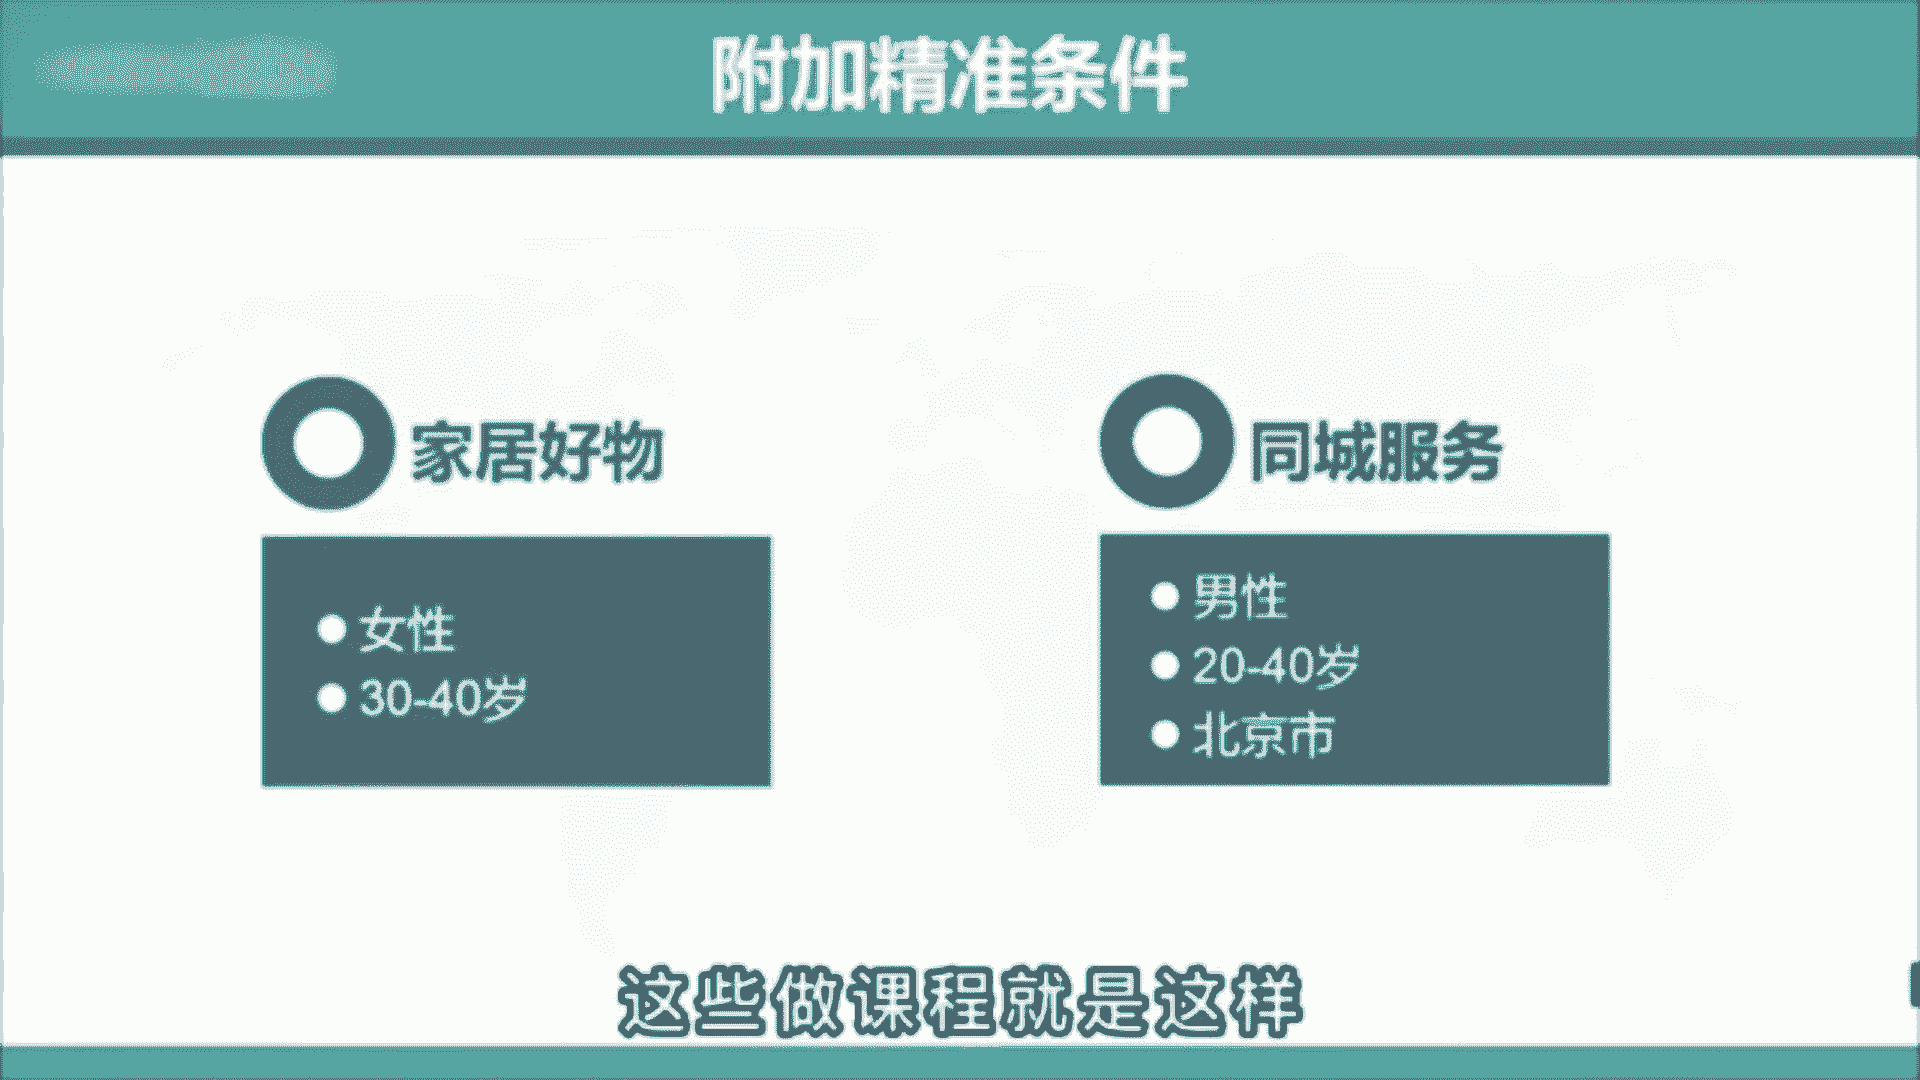 附加精准条件
家居好物
女性
30-40岁
同城服务
男性
20-40岁
北京市
这些做课程就是这样